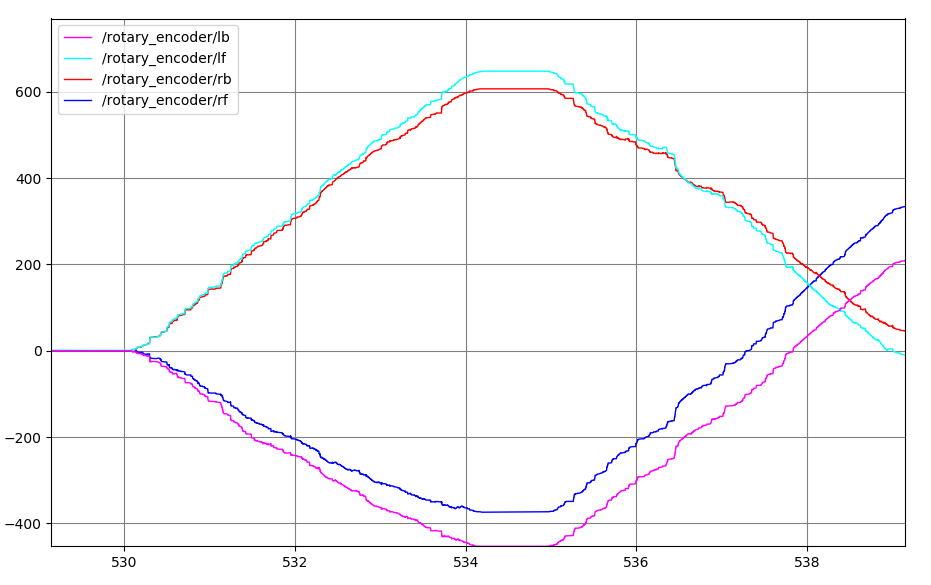 /rotary_encoder/lb
/rotary_encoder/lf
/rotary_encoder/rb
/rotary_encoder/rf
600
400
200
0
−200
−400
530
532
534
536
538